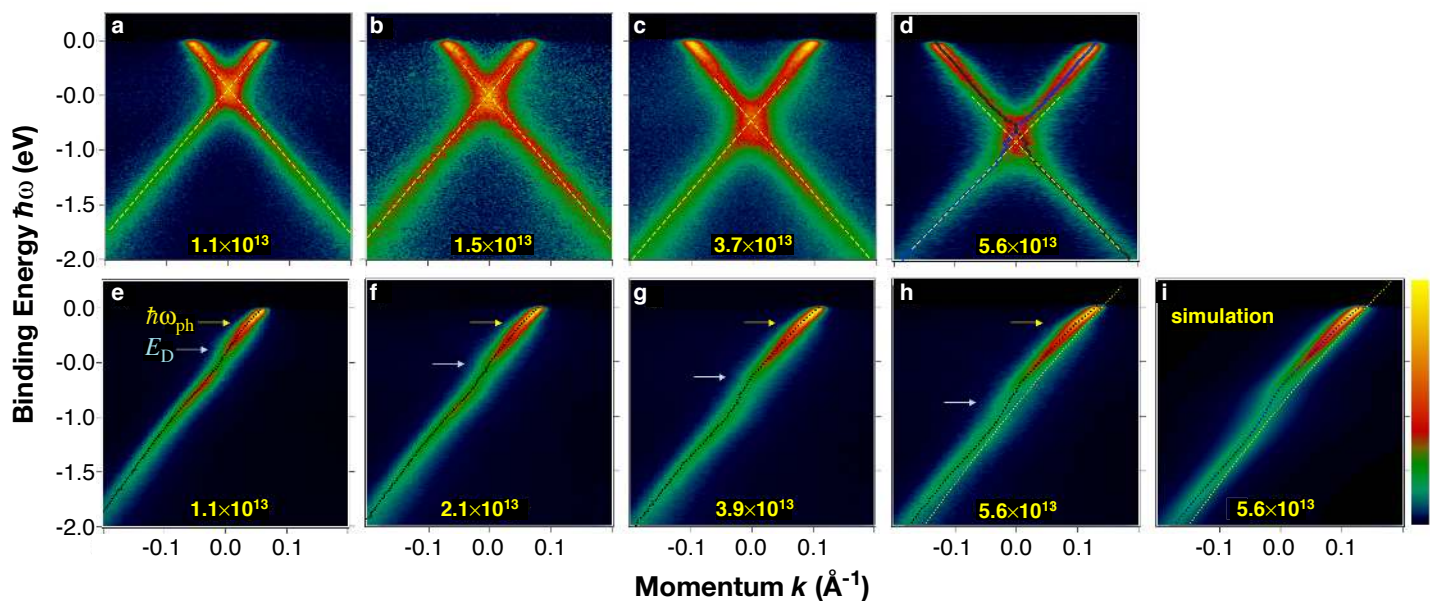 Binding Energy ħω (eV)
a b c d
0.0
-0.0
-1.0
-1.5
-2.0
1.1×10¹³ 1.5×10¹³ 3.7×10¹³ 5.6×10¹³
e f g h i
0.0
-0.0
-1.0
-1.5
-2.0
ħω_ph
E_D
simulation
1.1×10¹³ 2.1×10¹³ 3.9×10¹³ 5.6×10¹³ 5.6×10¹³
-0.1 0.0 0.1 -0.1 0.0 0.1 -0.1 0.0 0.1 -0.1 0.0 0.1 -0.1 0.0 0.1
Momentum k (Å⁻¹)